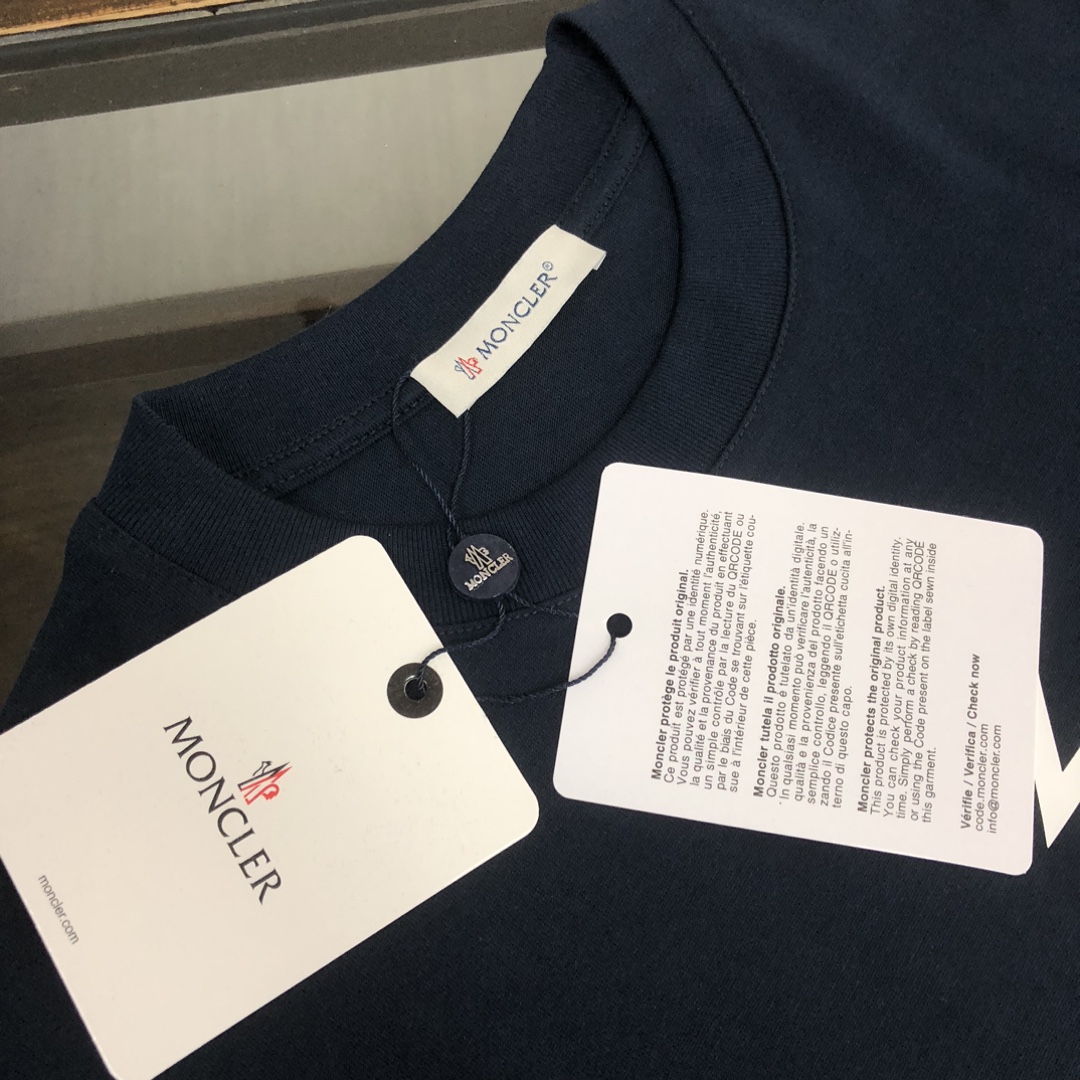 MONCLER®
MONCLER
MONCLER
moncler.com
Moncler protège le produit original.
Ce produit est protégé par une identité numérique.
Vous pouvez vérifier à tout moment l'authenticité,
la qualité et la provenance du produit en effectuant
un simple contrôle par la lecture du QRCODE ou
par le biais du Code se trouvant sur l'étiquette cou-
sue à l'intérieur de cette pièce.
Moncler tutela il prodotto originale.
Questo prodotto è tutelato da un'identità digitale.
In qualsiasi momento può verificare l'autenticità, la
qualità e la provenienza del prodotto facendo un
semplice controllo, leggendo il QRCODE o utiliz-
zando il Codice presente sull'etichetta cucita all'in-
terno di questo capo.
Moncler protects the original product.
This product is protected by its own digital identity.
You can check your product information at any
time. Simply perform a check by reading QRCODE
or using the Code present on the label sewn inside
this garment.
Vérifie / Verifica / Check now
code.moncler.com
info@moncler.com